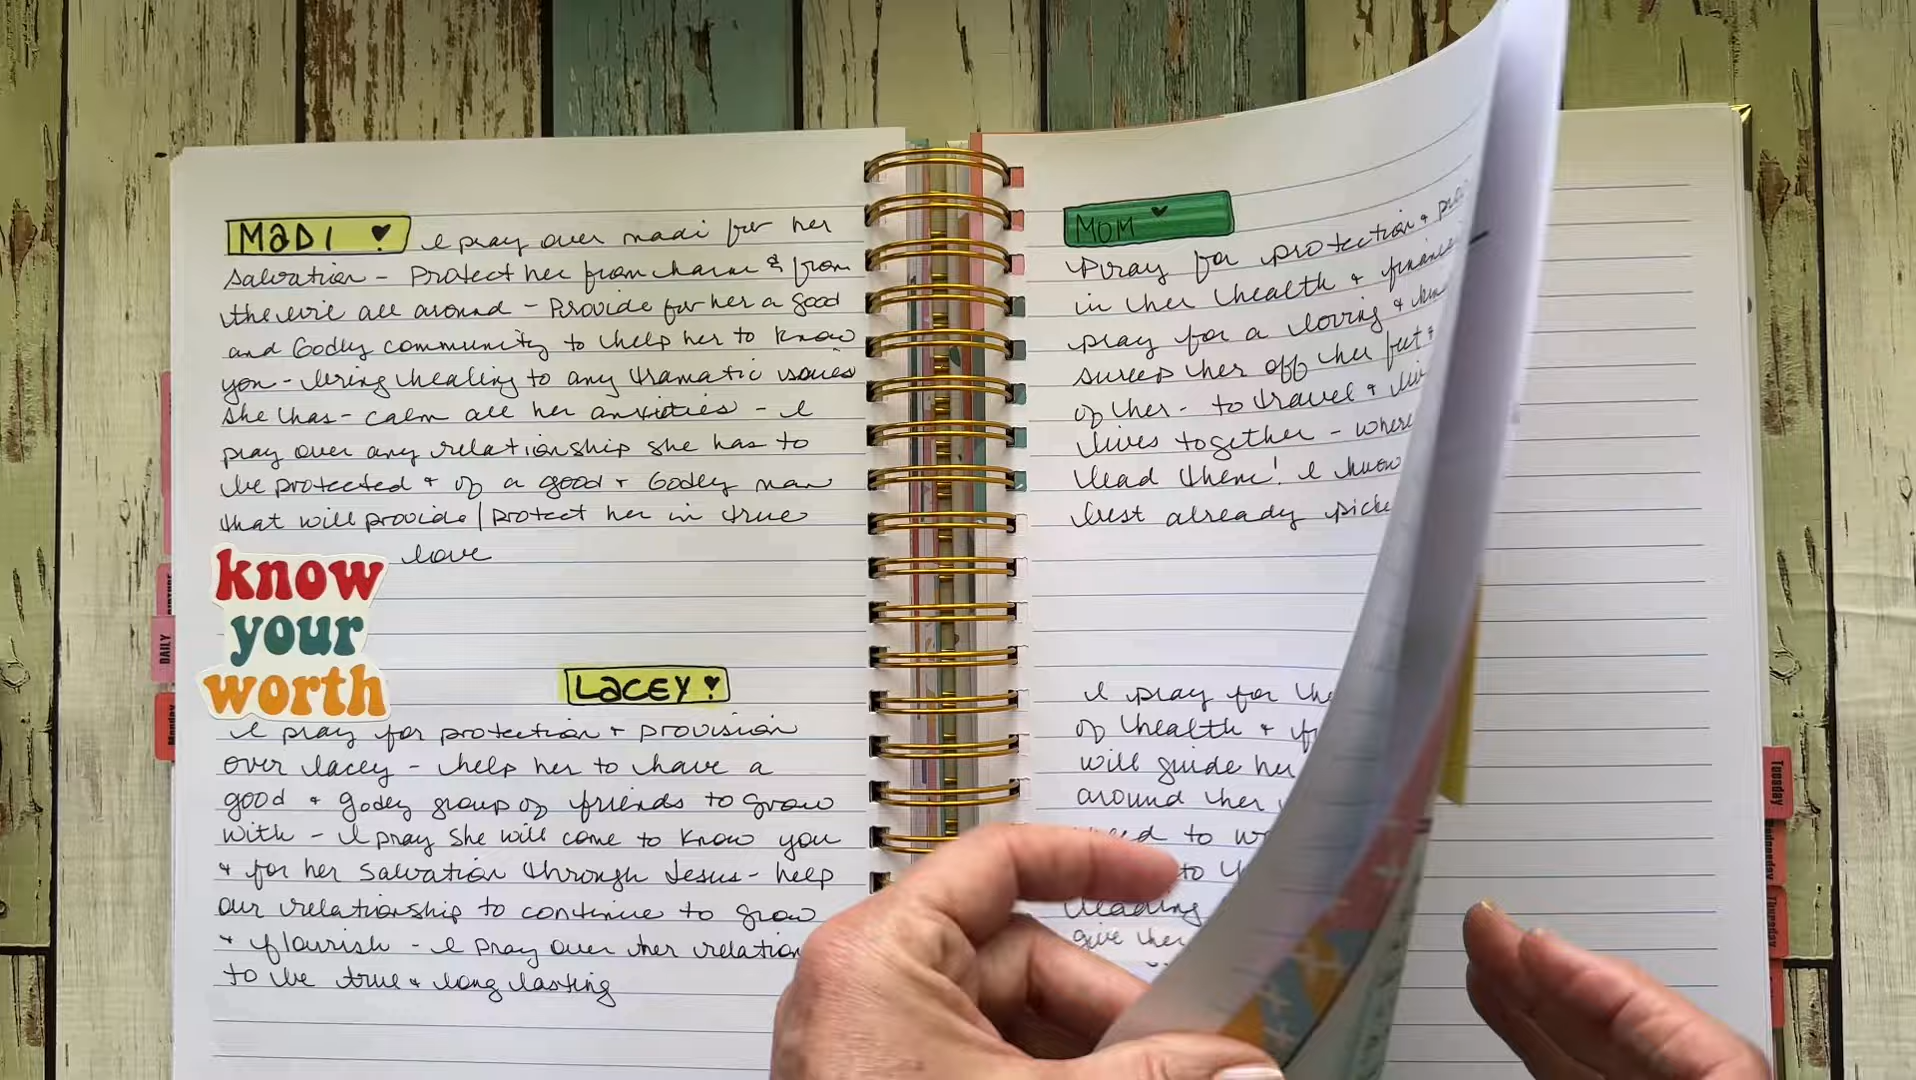 MaDI I pray over madi for her
Salvation - Protect her from harm & from
the evil all around - Provide for her a good
and Godly community to help her to know
you - bring healing to any tramatic issues
She has - calm all her anxieties - I
pray over any relationship she has to
be protected + of a good + Godly man
that will provide/protect her in true
love
know
your
worth
LaCEY
I pray for protection + provision
over Lacey - help her to have a
good + Godly group of friends to grow
with - I pray She will come to know you
+ for her Salvation through Jesus - help
our relationship to continue to grow
+ flourish - I pray over her relation
to be true + long lasting
MOM
Pray for protection +
in her health +
pray for a loving +
sweep her off her feet +
of her - to travel +
lives together - where
lead them! I know
best already
I pray for
of health +
will guide her
around her
to
to
leading
give her
DAILY
Monday
Tuesday
Wednesday
Thursday